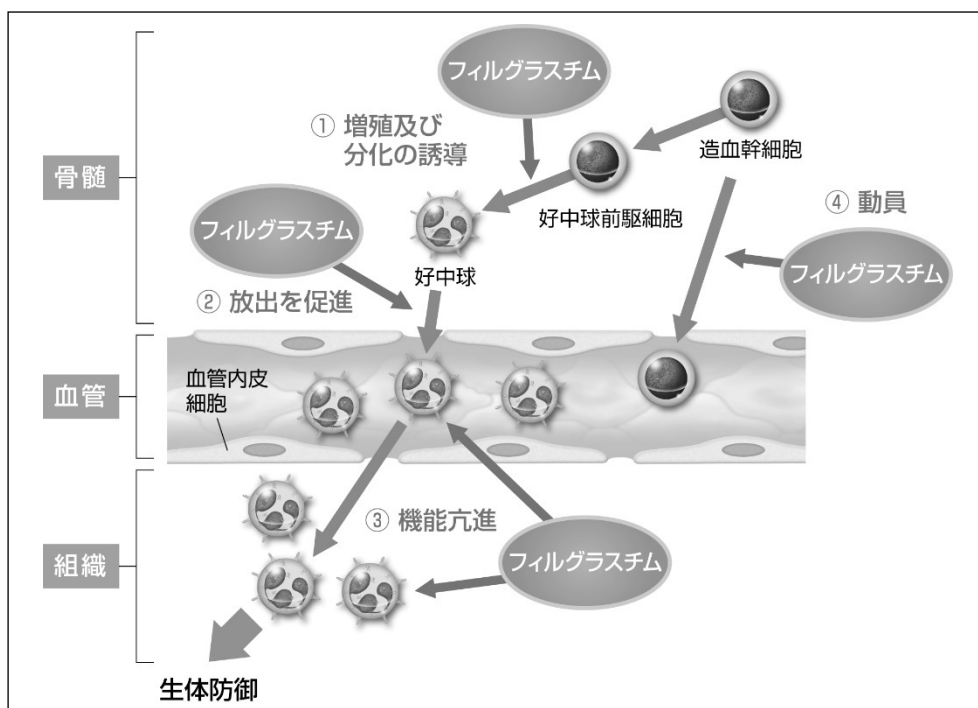 フィルグラスチム
① 増殖及び
分化の誘導
造血幹細胞
骨髄
好中球前駆細胞
④ 動員
フィルグラスチム
好中球
フィルグラスチム
② 放出を促進
血管内皮
細胞
血管
③ 機能亢進
フィルグラスチム
組織
生体防御